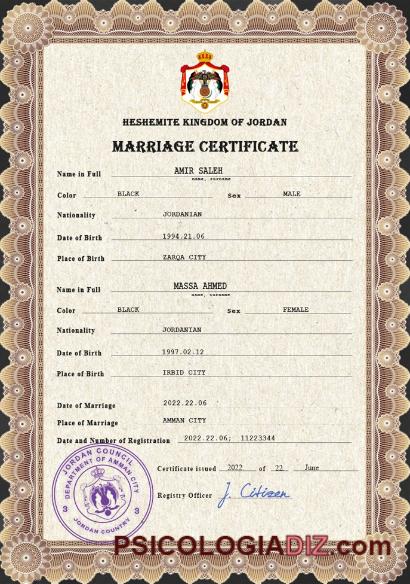 HESHEMITE KINGDOM OF JORDAN
MARRIAGE CERTIFICATE
Name in Full AMIR SALEH
name, surname
Color BLACK Sex MALE
Nationality JORDANIAN
Date of Birth 1994.21.06
Place of Birth ZARQA CITY
Name in Full MASSA AHMED
name, surname
Color BLACK Sex FEMALE
Nationality JORDANIAN
Date of Birth 1997.02.12
Place of Birth IRBID CITY
Date of Marriage 2022.22.06
Place of Marriage AMMAN CITY
Date and Number of Registration 2022.22.06; 11223344
Certificate issued 2022 of 22 June
Registry Officer J. Citizen
JORDAN COUNCIL
DEPARTMENT OF AMMAN CITY
3 3
JORDAN COUNTRY
PSICOLOGIADIZ.com